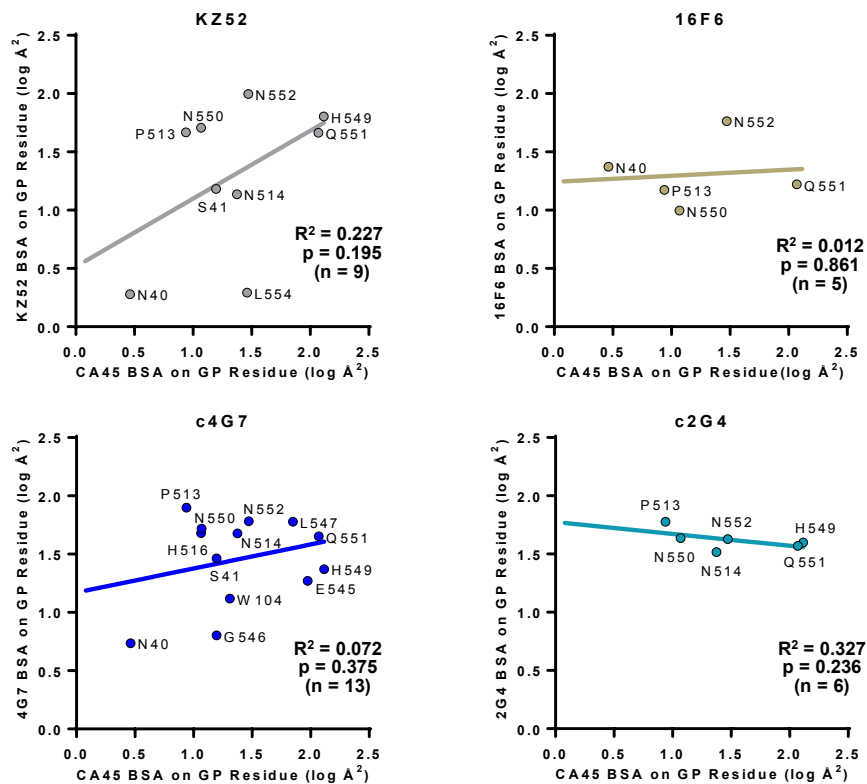 KZ52
KZ52 BSA on GP Residue (log Å²)
2.5
2.0
1.5
1.0
0.5
0.0
N552
N550
P513
H549
Q551
S41
N514
R² = 0.227
p = 0.195
(n = 9)
N40
L554
0.0 0.5 1.0 1.5 2.0 2.5
CA45 BSA on GP Residue (log Å²)
16F6
16F6 BSA on GP Residue (log Å²)
2.5
2.0
1.5
1.0
0.5
0.0
N552
N40
P513
Q551
N550
R² = 0.012
p = 0.861
(n = 5)
0.0 0.5 1.0 1.5 2.0 2.5
CA45 BSA on GP Residue(log Å²)
c4G7
4G7 BSA on GP Residue (log Å²)
2.5
2.0
1.5
1.0
0.5
0.0
P513
N550
N552
L547
H516
N514
Q551
S41
H549
E545
W104
N40
G546
R² = 0.072
p = 0.375
(n = 13)
0.0 0.5 1.0 1.5 2.0 2.5
CA45 BSA on GP Residue (log Å²)
c2G4
2G4 BSA on GP Residue (log Å²)
2.5
2.0
1.5
1.0
0.5
0.0
P513
N552
H549
N550
N514
Q551
R² = 0.327
p = 0.236
(n = 6)
0.0 0.5 1.0 1.5 2.0 2.5
CA45 BSA on GP Residue (log Å²)